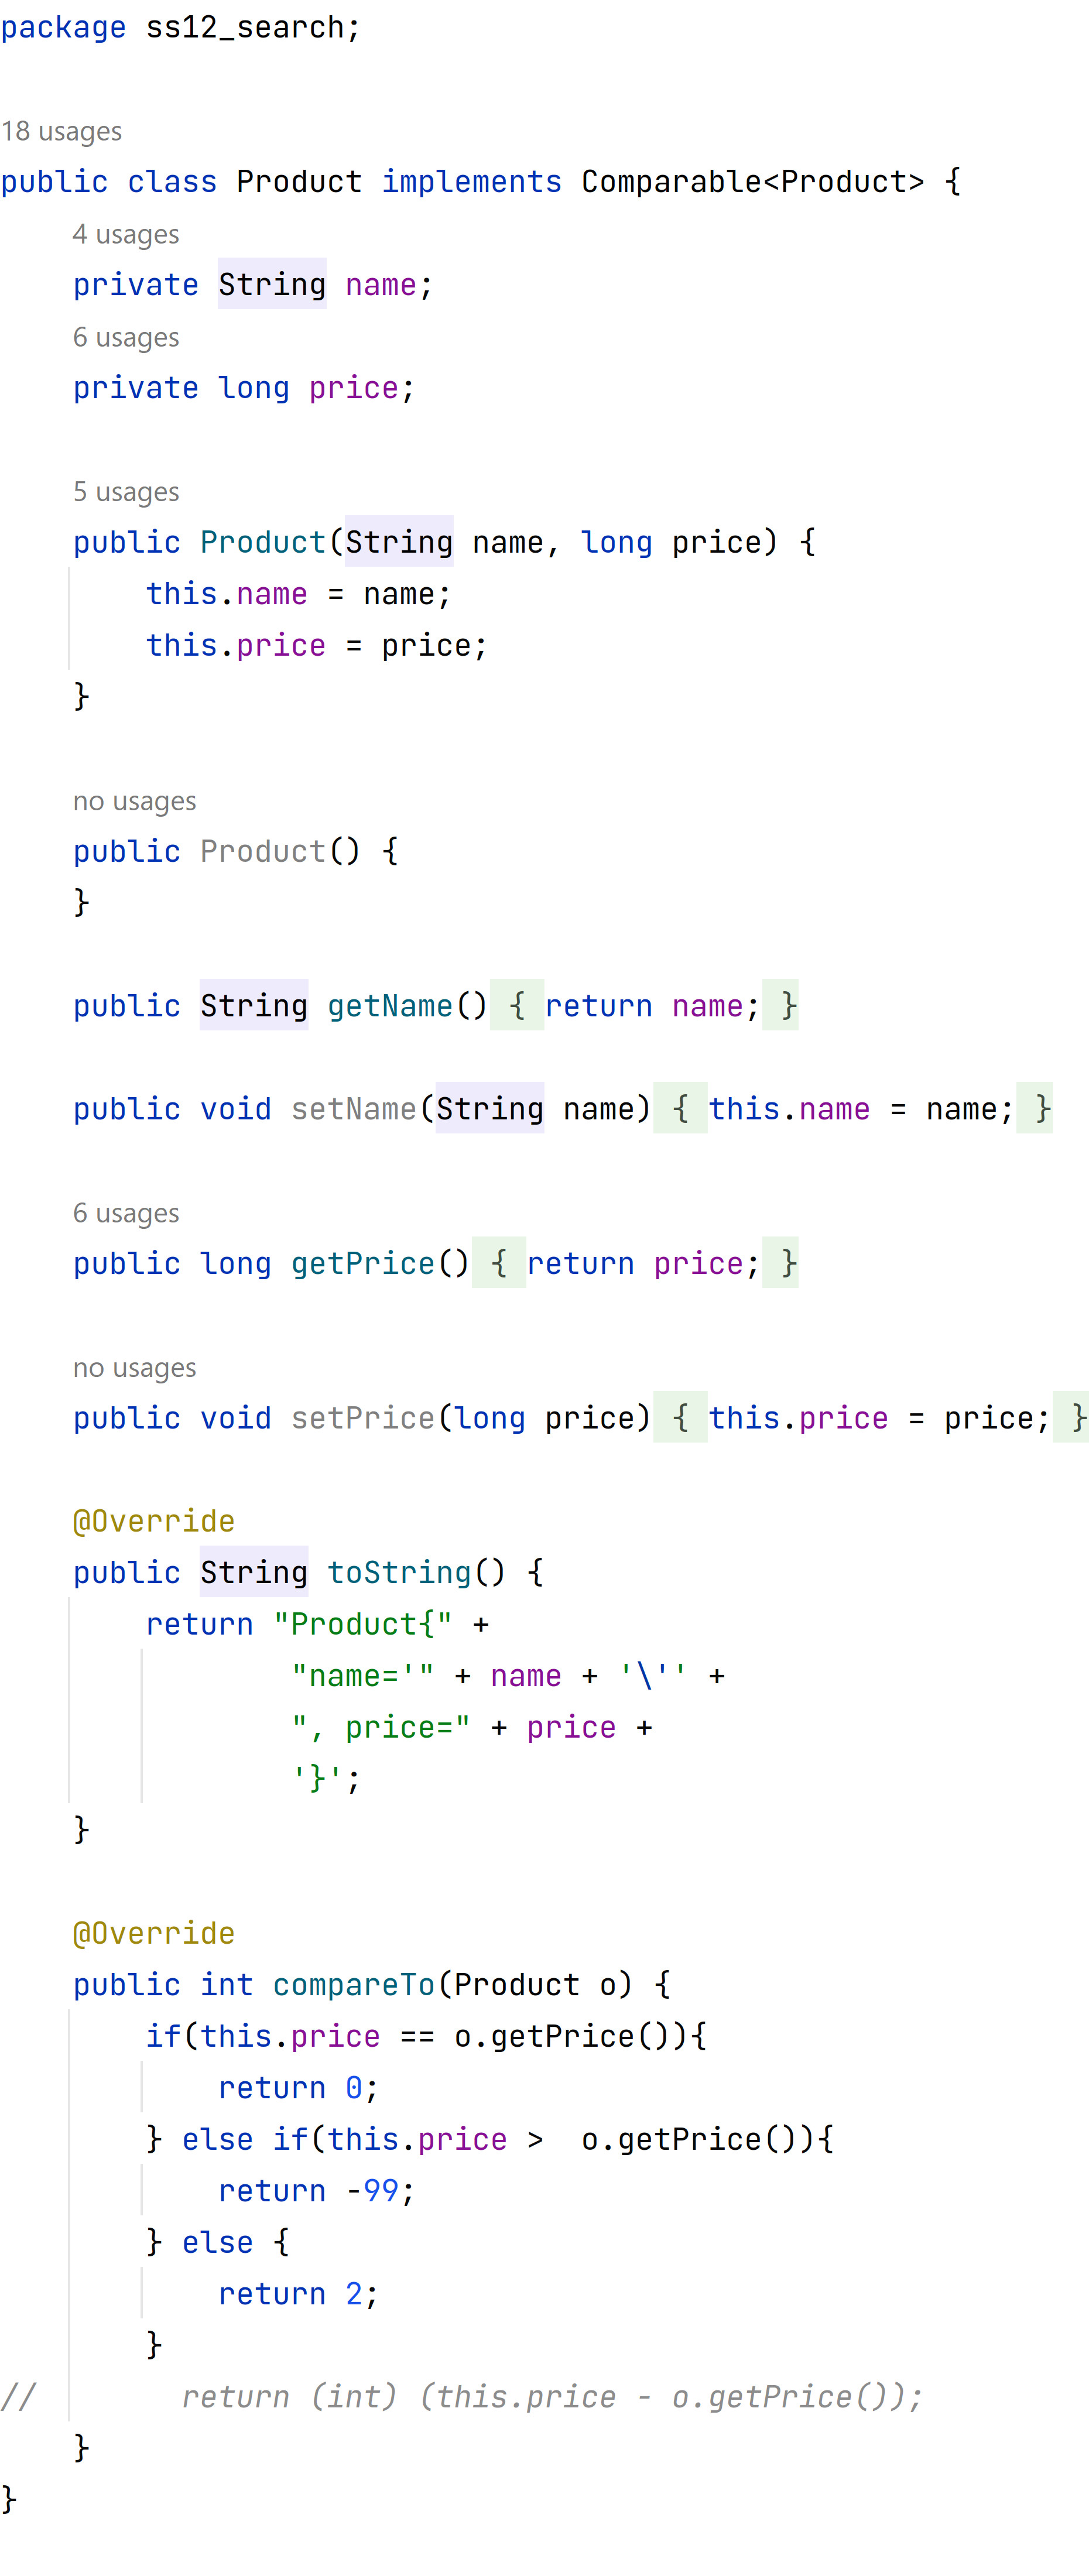 package ss12_search;
18 usages
public class Product implements Comparable<Product> {
4 usages
private String name;
6 usages
private long price;
5 usages
public Product(String name, long price) {
this.name = name;
this.price = price;
}
no usages
public Product() {
}
public String getName() { return name; }
public void setName(String name) { this.name = name; }
6 usages
public long getPrice() { return price; }
no usages
public void setPrice(long price) { this.price = price; }
@Override
public String toString() {
return "Product{" +
"name='" + name + '\'' +
", price=" + price +
'}';
}
@Override
public int compareTo(Product o) {
if(this.price == o.getPrice()){
return 0;
} else if(this.price >  o.getPrice()){
return -99;
} else {
return 2;
}
//        return (int) (this.price - o.getPrice());
}
}